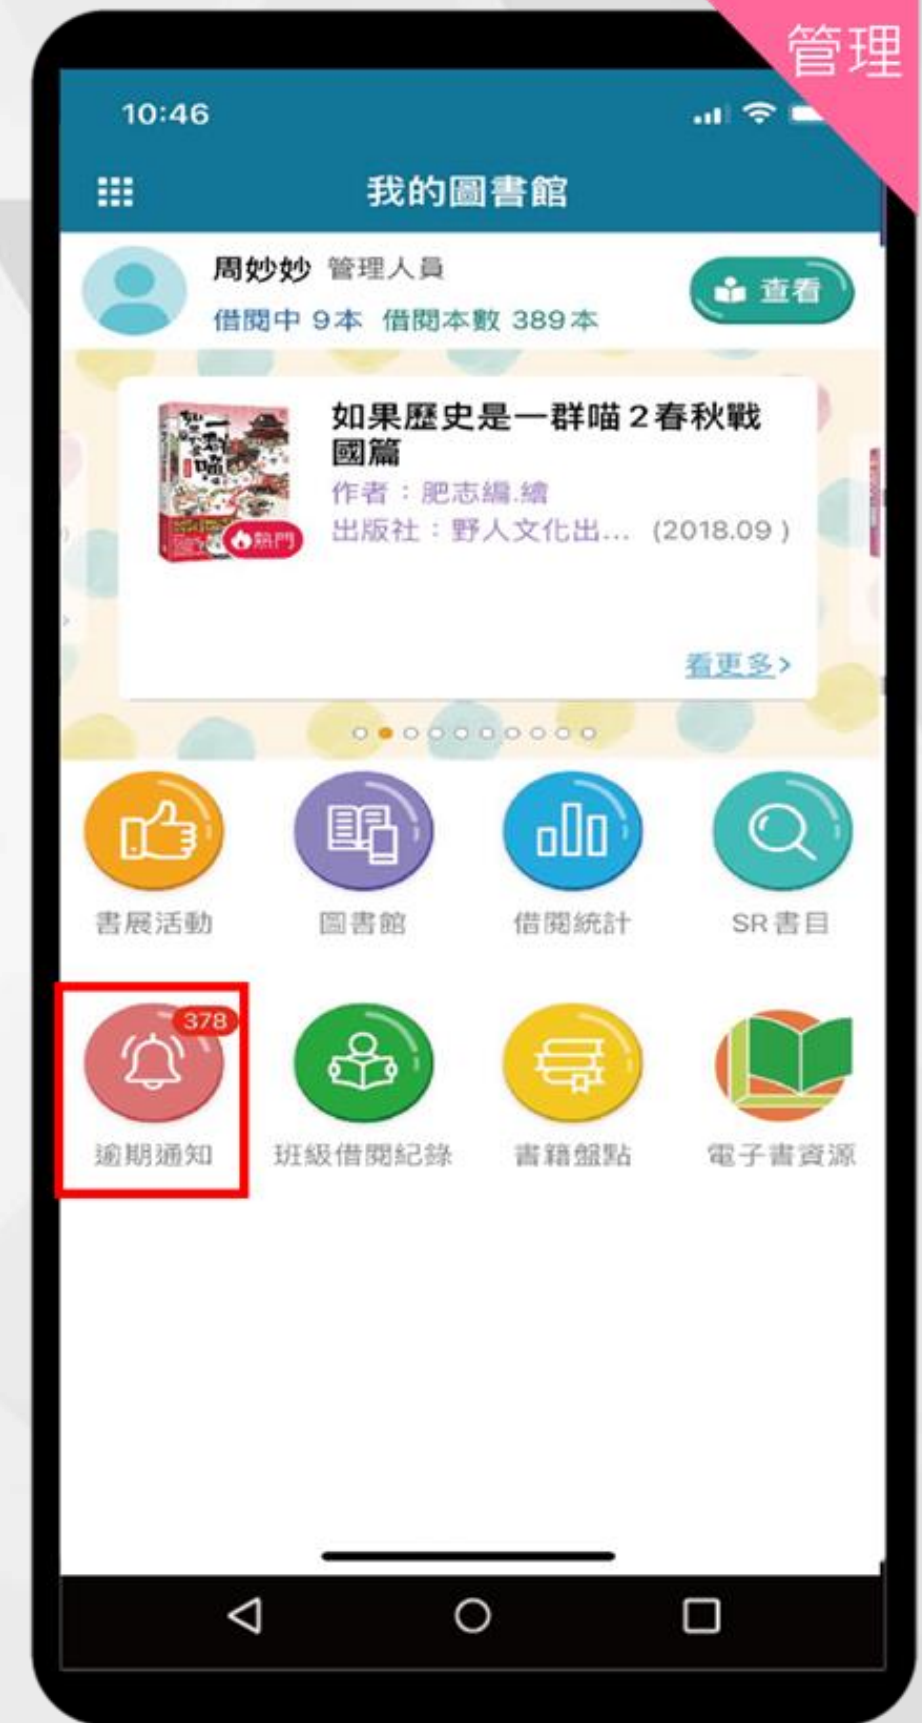 管理
10:46
我的圖書館
周妙妙 管理人員
借閱中 9本 借閱本數 389本
查看
如果歷史是一群喵2春秋戰
國篇
作者：肥志編.繪
出版社：野人文化出... (2018.09)
熱門
看更多>
書展活動 圖書館 借閱統計 SR書目
378
逾期通知 班級借閱紀錄 書籍盤點 電子書資源